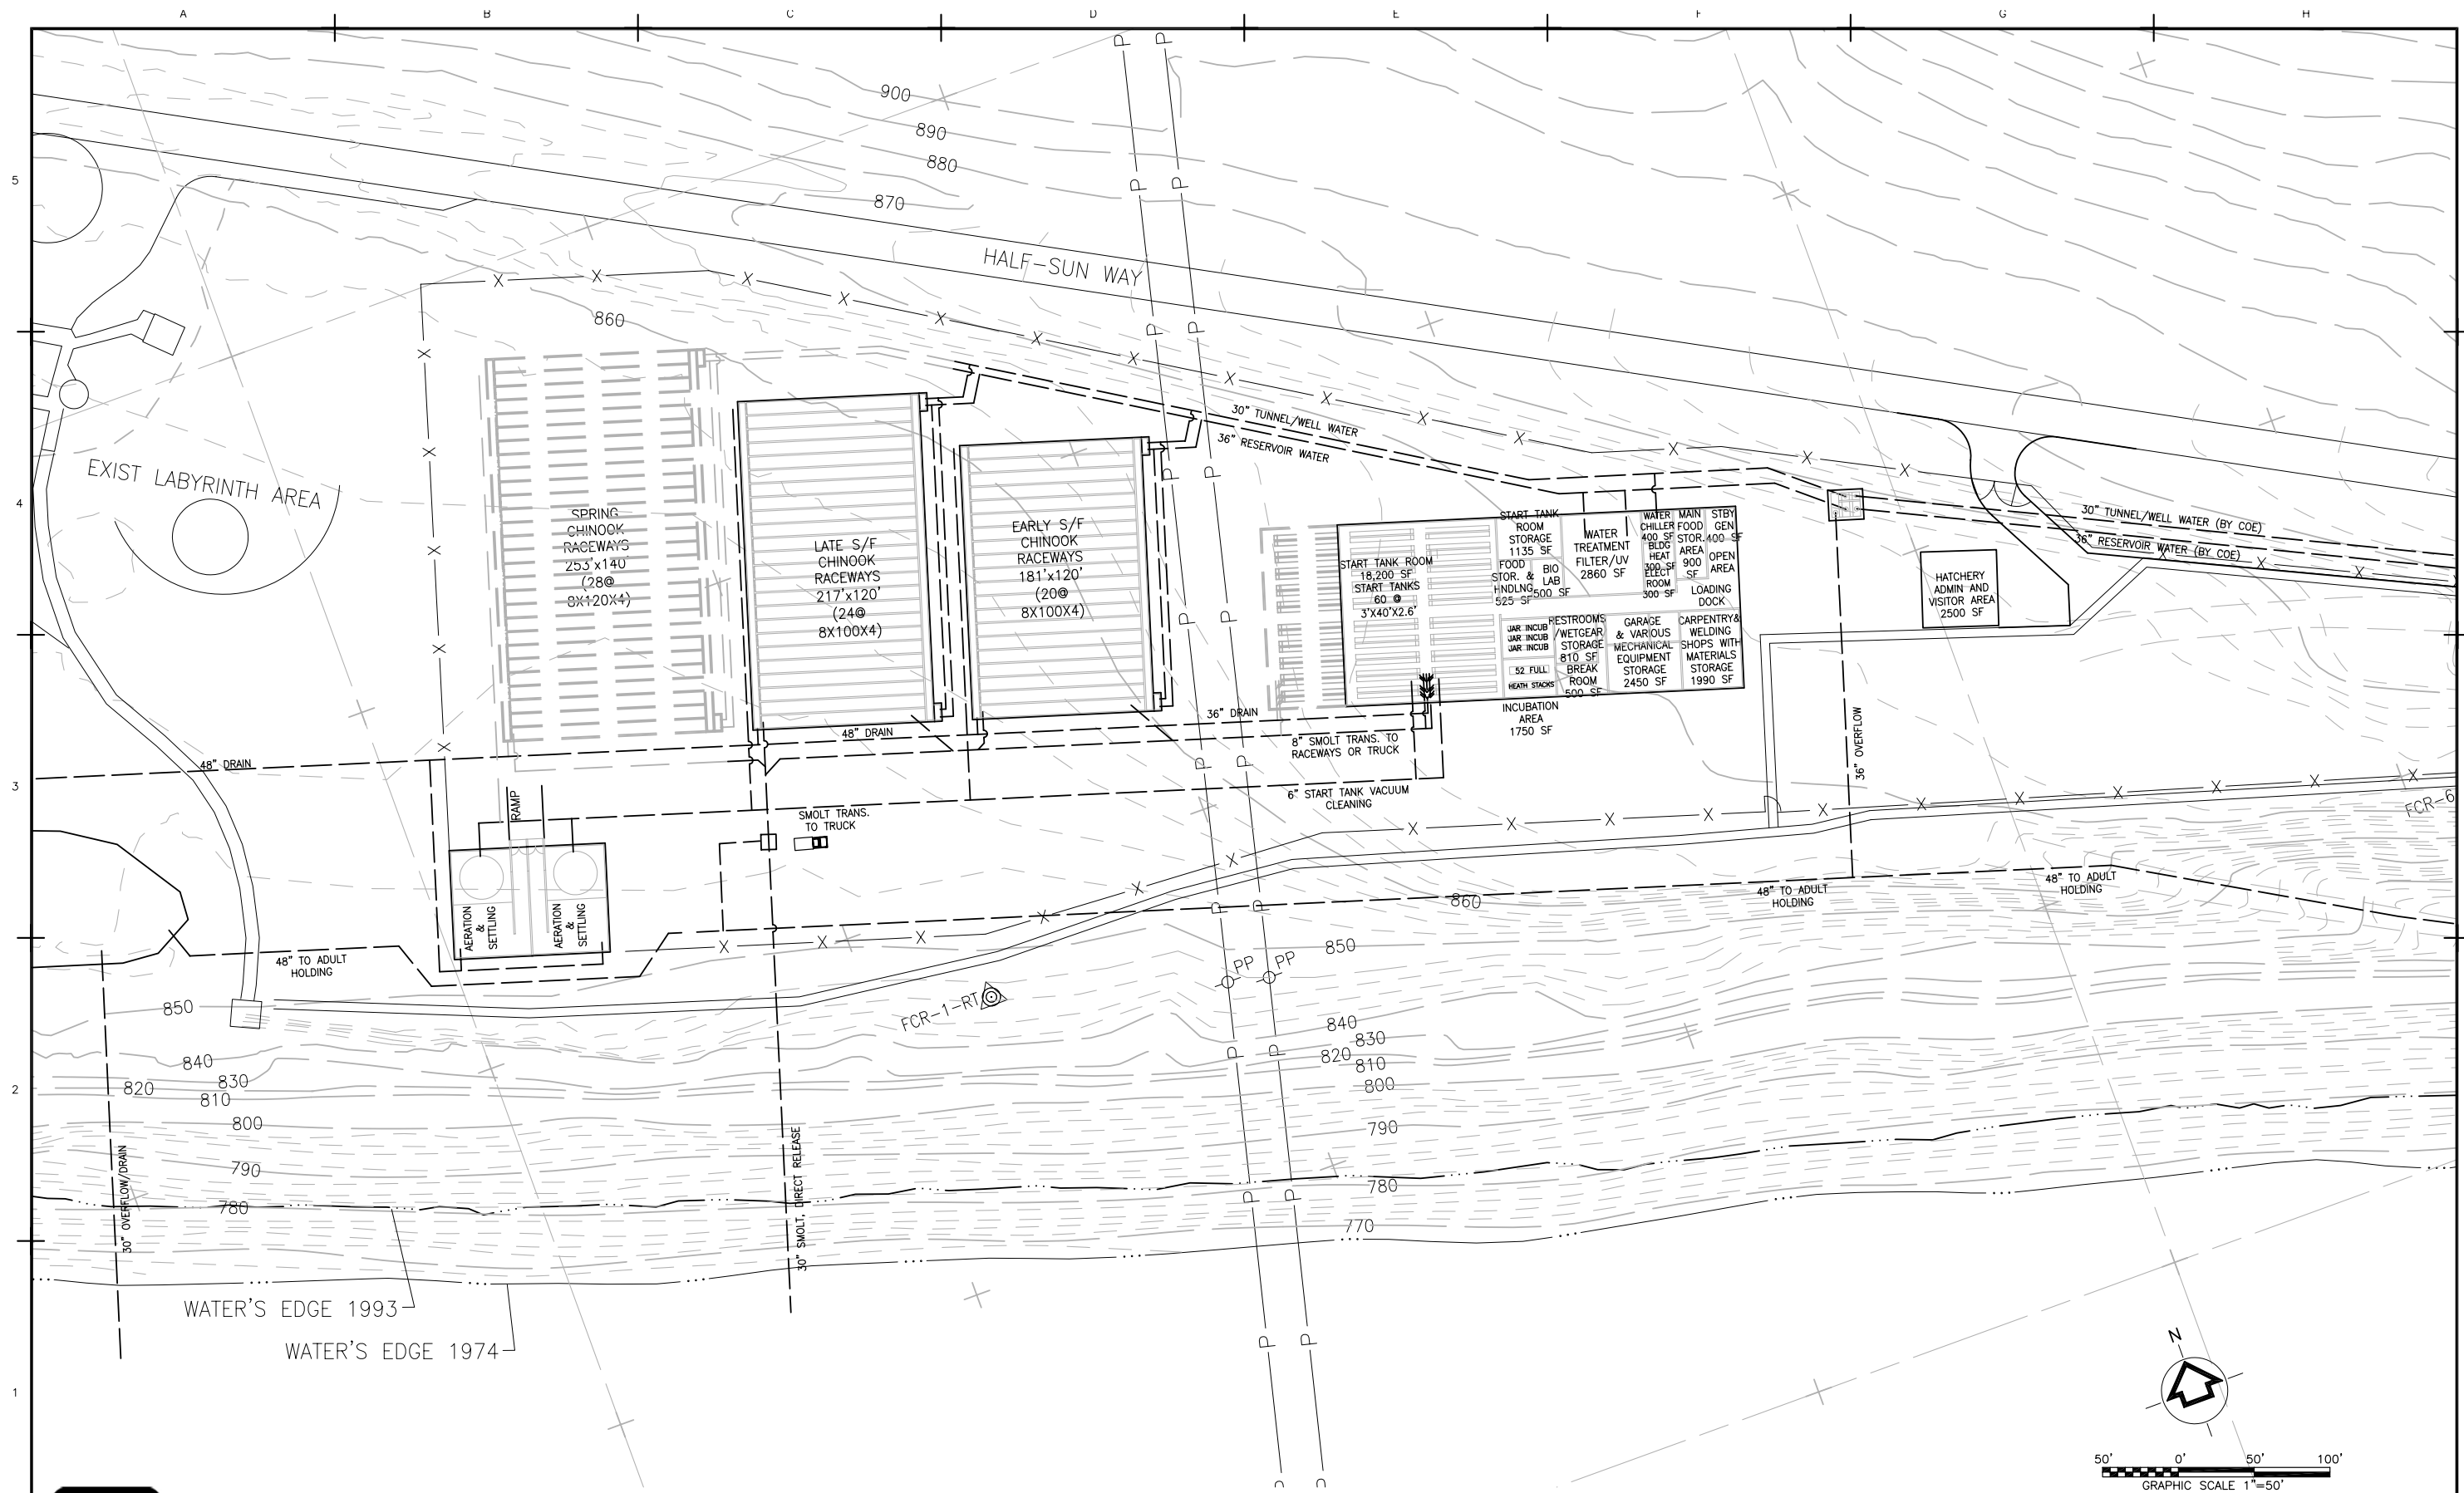 A B C D E F G H
5
4
3
2
1
900
890
880
870
860
HALF-SUN WAY
EXIST LABYRINTH AREA
SPRING
CHINOOK
RACEWAYS
253'x140'
(28@
8X120X4)
LATE S/F
CHINOOK
RACEWAYS
217'x120'
(24@
8X100X4)
EARLY S/F
CHINOOK
RACEWAYS
181'x120'
(20@
8X100X4)
30" TUNNEL/WELL WATER
36" RESERVOIR WATER
START TANK ROOM
18,200 SF
START TANKS
60 @
3'X40'X2.6'
START TANK
ROOM
STORAGE
1135 SF
FOOD
STOR. &
HNDLNG
525 SF
BIO
LAB
500 SF
WATER
TREATMENT
FILTER/UV
2860 SF
WATER
CHILLER
400 SF
BLDG
HEAT
300 SF
ELECT
ROOM
300 SF
MAIN
FOOD
STOR.
AREA
900
SF
STBY
GEN
400 SF
OPEN
AREA
LOADING
DOCK
JAR INCUB
JAR INCUB
JAR INCUB
52 FULL
HEATH STACKS
RESTROOMS
/WETGEAR
STORAGE
810 SF
BREAK
ROOM
500 SF
GARAGE
& VARIOUS
MECHANICAL
EQUIPMENT
STORAGE
2450 SF
CARPENTRY&
WELDING
SHOPS WITH
MATERIALS
STORAGE
1990 SF
INCUBATION
AREA
1750 SF
30" TUNNEL/WELL WATER (BY COE)
36" RESERVOIR WATER (BY COE)
HATCHERY
ADMIN AND
VISITOR AREA
2500 SF
36" OVERFLOW
48" DRAIN
48" DRAIN
36" DRAIN
8" SMOLT TRANS. TO
RACEWAYS OR TRUCK
6" START TANK VACUUM
CLEANING
SMOLT TRANS.
TO TRUCK
RAMP
AERATION
&
SETTLING
AERATION
&
SETTLING
48" TO ADULT
HOLDING
48" TO ADULT
HOLDING
48" TO ADULT
HOLDING
FCR-6
FCR-1-RT
PP
PP
860
850
840
830
820
810
800
790
780
770
850
840
830
820
810
800
790
780
30" OVERFLOW/DRAIN
30" SMOLT, DIRECT RELEASE
WATER'S EDGE 1993
WATER'S EDGE 1974
N
50' 0' 50' 100'
GRAPHIC SCALE 1"=50'